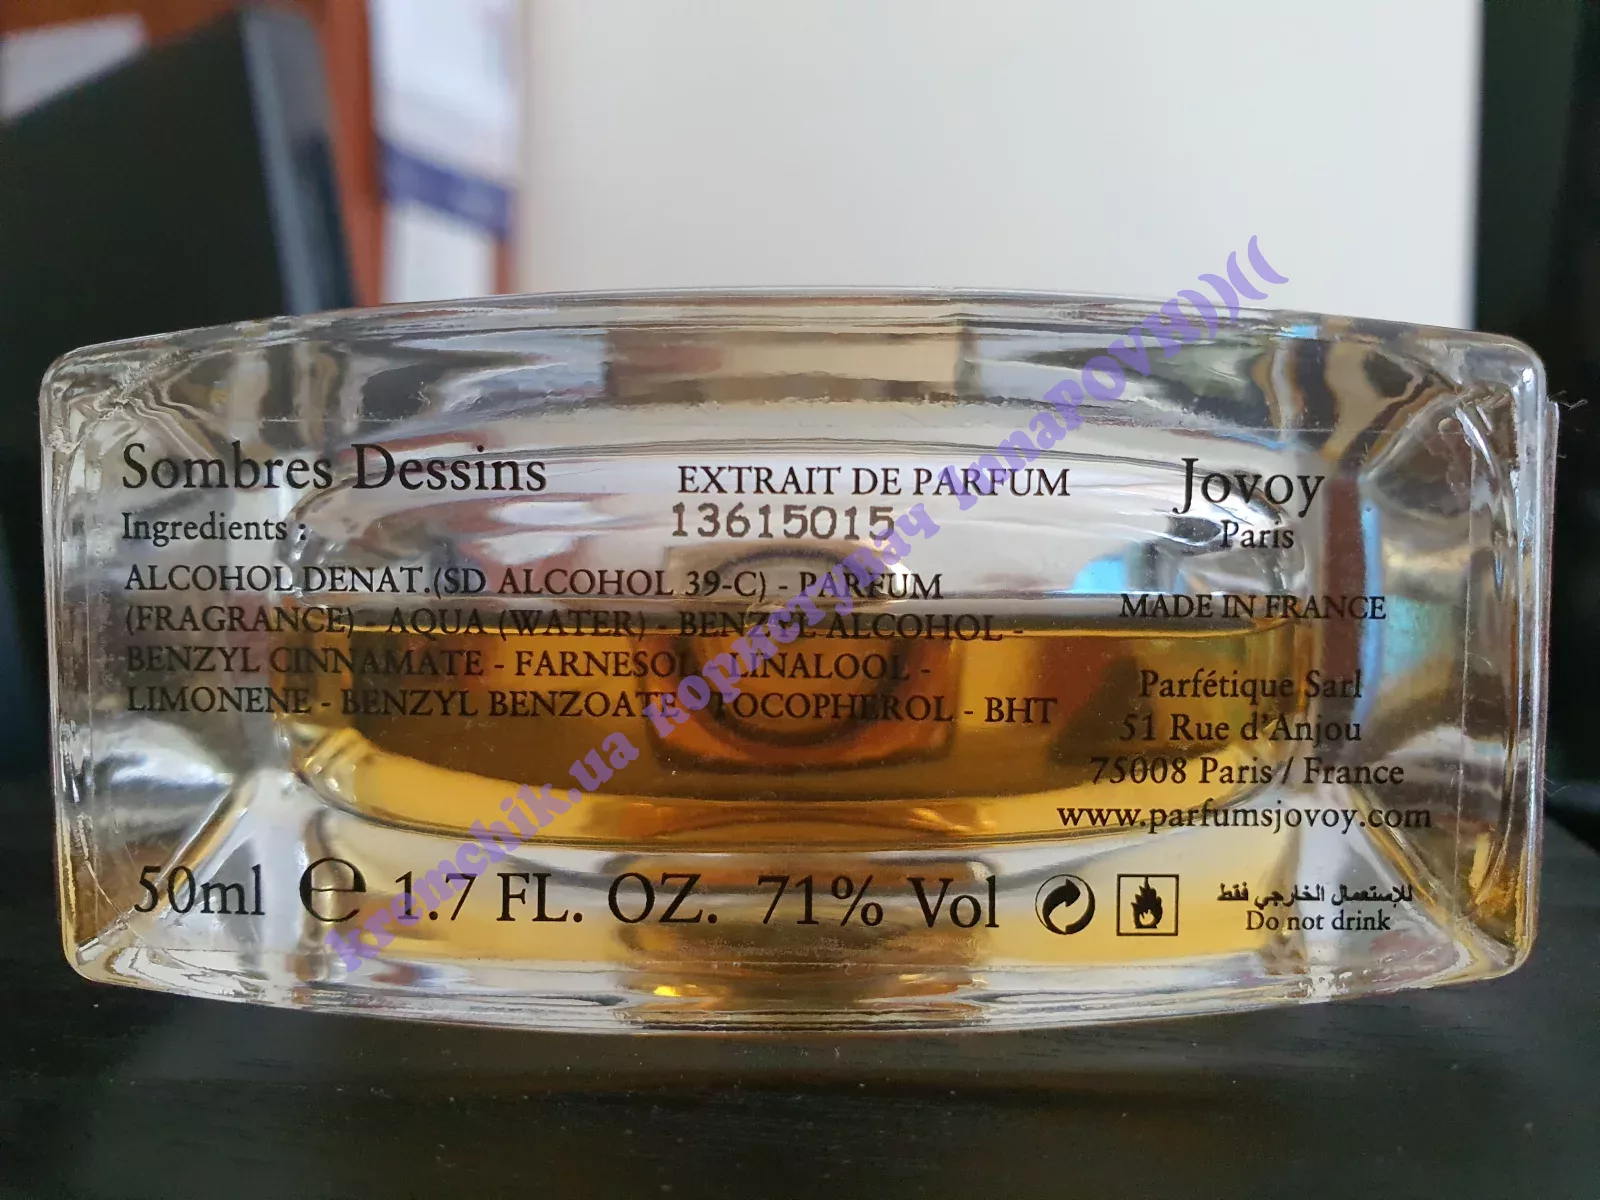 Sombres Dessins
Ingredients :
ALCOHOL DENAT.(SD ALCOHOL 39-C) - PARFUM
(FRAGRANCE) - AQUA (WATER) - BENZYL ALCOHOL -
BENZYL CINNAMATE - FARNESOL - LINALOOL -
LIMONENE - BENZYL BENZOATE - TOCOPHEROL - BHT
EXTRAIT DE PARFUM
13615015
Jovoy
Paris
MADE IN FRANCE
Parfétique Sarl
51 Rue d'Anjou
75008 Paris / France
www.parfumsjovoy.com
50ml ℮ 1.7 FL. OZ. 71% Vol
للإستعمال الخارجي فقط
Do not drink
kremchik.ua користувач InnaPOVH))((